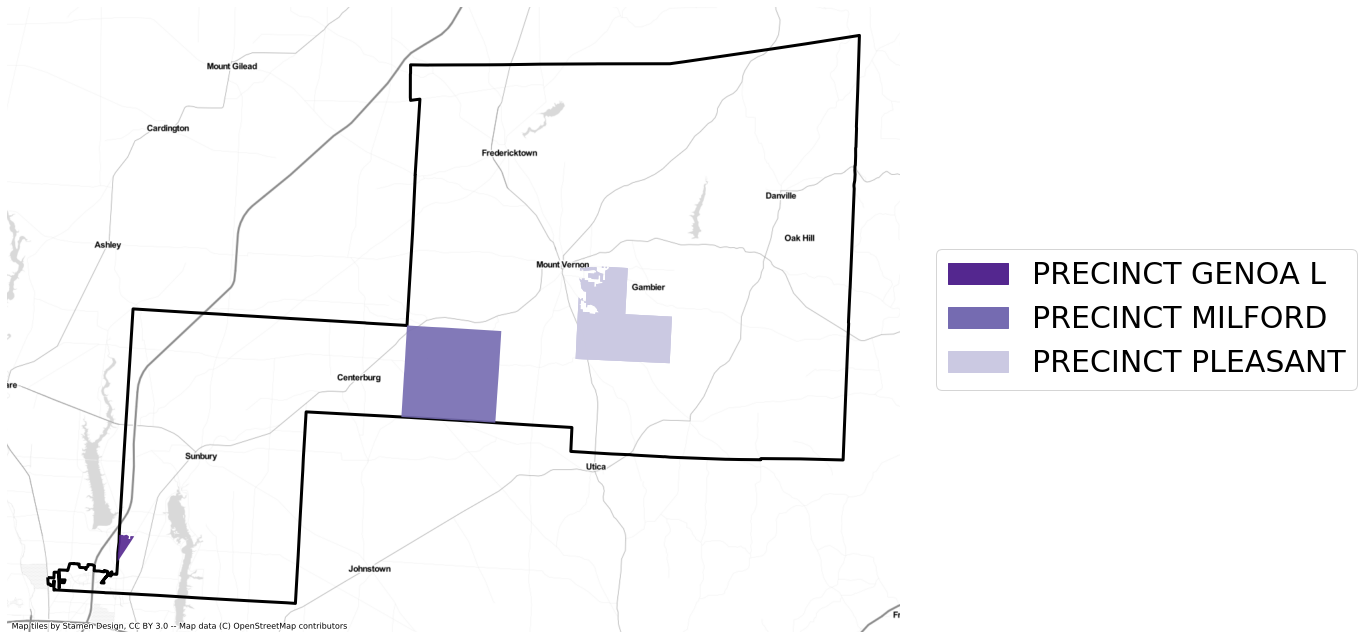 Mount Gilead
Cardington
Fredericktown
Danville
Oak Hill
Ashley
Mount Vernon
Gambier
Centerburg
are
Sunbury
Utica
Johnstown
Fr
Map tiles by Stamen Design, CC BY 3.0 -- Map data (C) OpenStreetMap contributors
PRECINCT GENOA L
PRECINCT MILFORD
PRECINCT PLEASANT